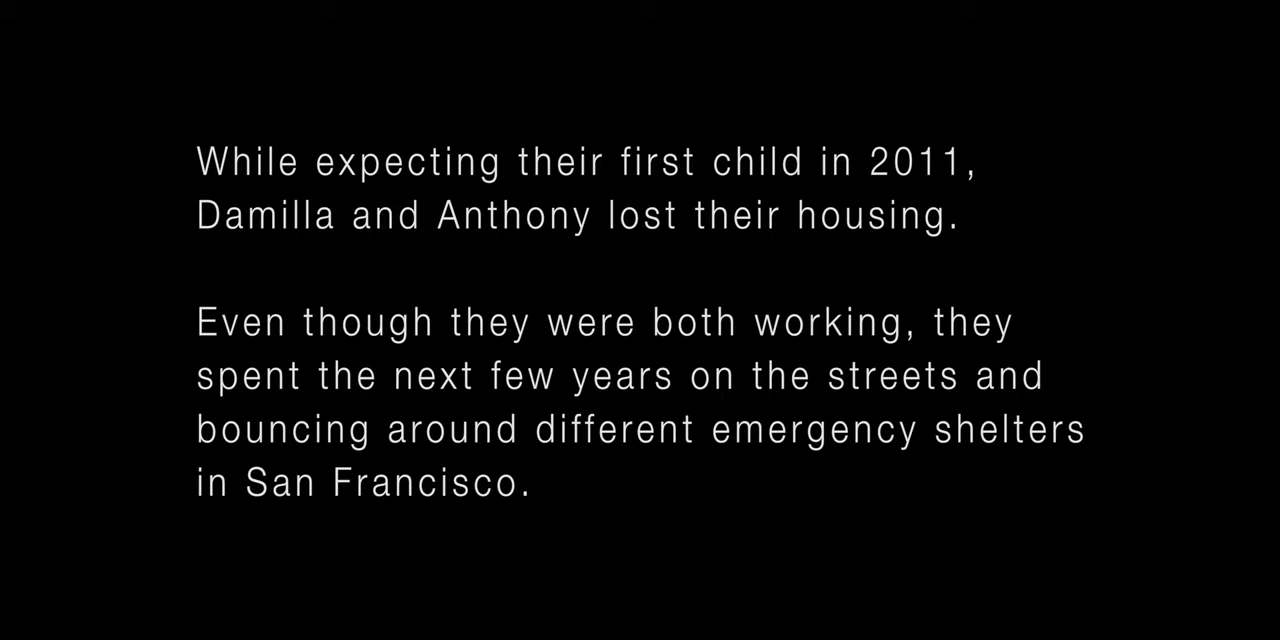 While expecting their first child in 2011,
Damilla and Anthony lost their housing.
Even though they were both working, they
spent the next few years on the streets and
bouncing around different emergency shelters
in San Francisco.